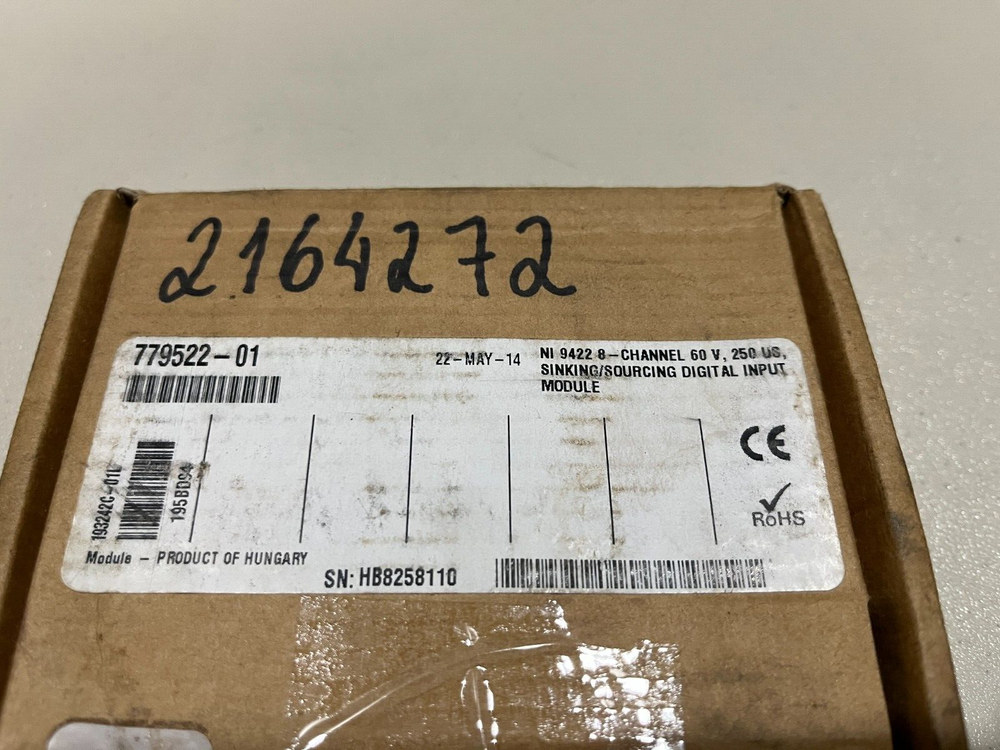 2164272
779522-01
22-MAY-14
NI 9422 8-CHANNEL 60 V, 250 US,
SINKING/SOURCING DIGITAL INPUT
MODULE
CE
RoHS
193242C-01L
195BD94
Module - PRODUCT OF HUNGARY
SN: HB8258110